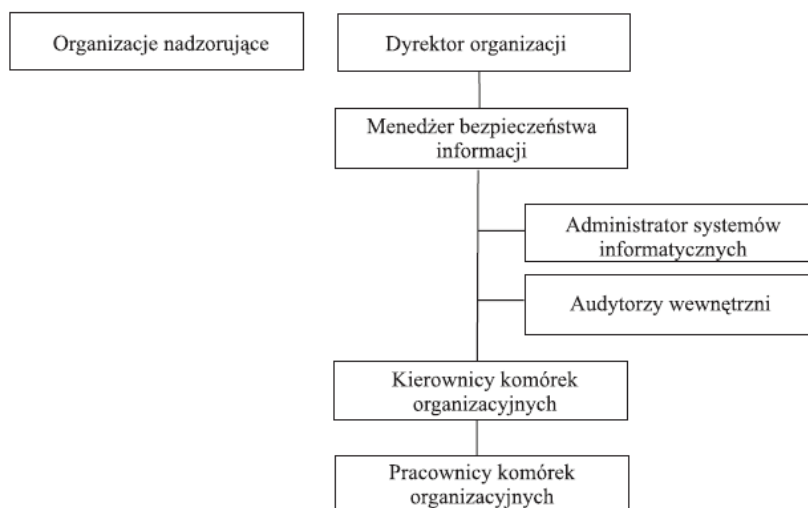 Organizacje nadzorujące
Dyrektor organizacji
Menedżer bezpieczeństwa
informacji
Administrator systemów
informatycznych
Audytorzy wewnętrzni
Kierownicy komórek
organizacyjnych
Pracownicy komórek
organizacyjnych